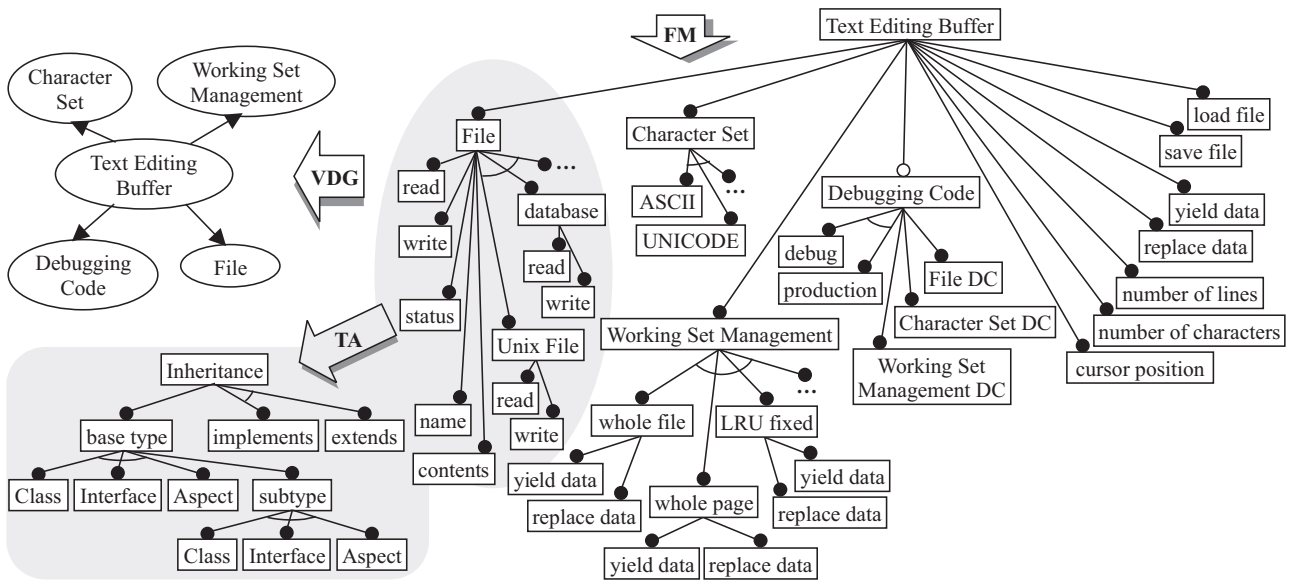 Character
Set
Working Set
Management
Text Editing
Buffer
Debugging
Code
File
VDG
FM
TA
Text Editing Buffer
File
read
write
status
name
contents
Unix File
read
write
database
read
write
...
Character Set
ASCII
UNICODE
...
Working Set Management
whole file
yield data
replace data
whole page
yield data
replace data
LRU fixed
yield data
replace data
...
Debugging Code
debug
production
Working Set
Management DC
Character Set DC
File DC
load file
save file
yield data
replace data
number of lines
number of characters
cursor position
Inheritance
base type
implements
extends
Class
Interface
Aspect
subtype
Class
Interface
Aspect